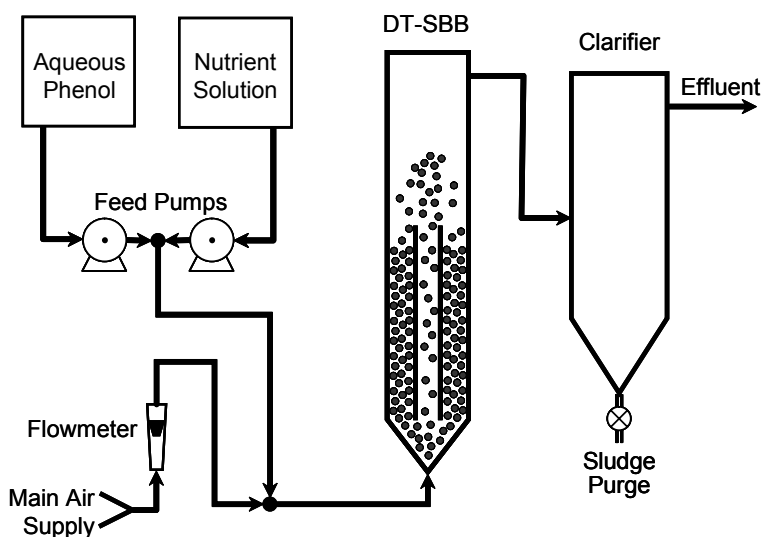 DT-SBB
Clarifier
Aqueous
Phenol
Nutrient
Solution
Effluent
Feed Pumps
Flowmeter
Main Air
Supply
Sludge
Purge